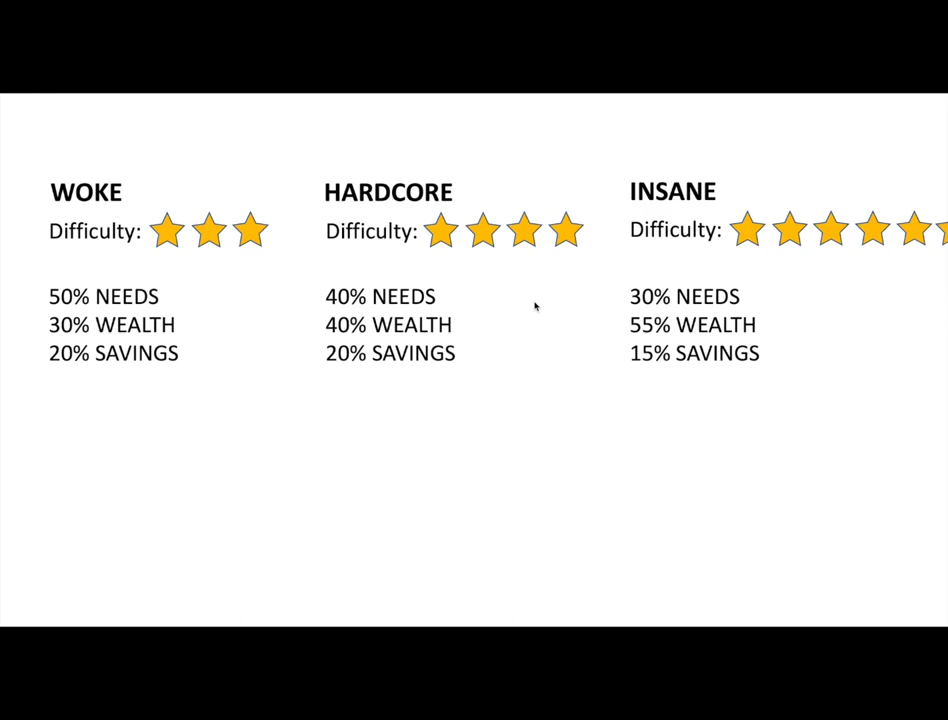 WOKE
Difficulty:
50% NEEDS
30% WEALTH
20% SAVINGS
HARDCORE
Difficulty:
40% NEEDS
40% WEALTH
20% SAVINGS
INSANE
Difficulty:
30% NEEDS
55% WEALTH
15% SAVINGS